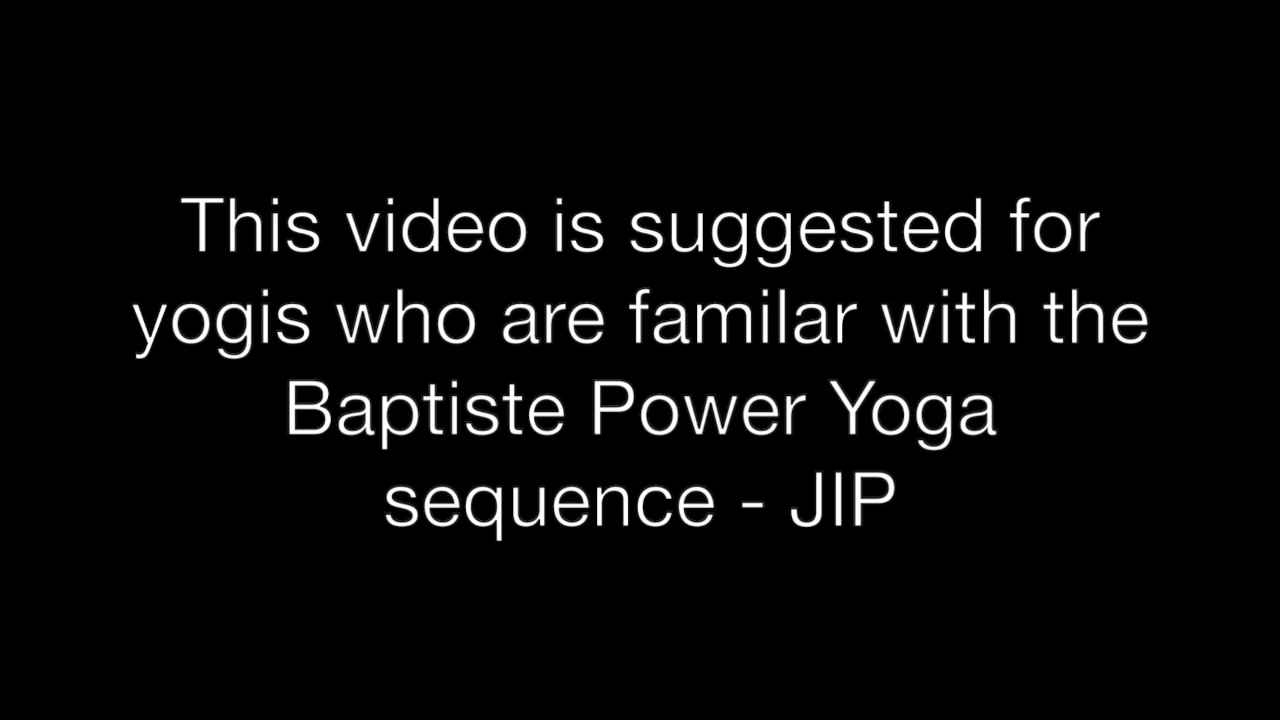 This video is suggested for
yogis who are familar with the
Baptiste Power Yoga
sequence - JIP